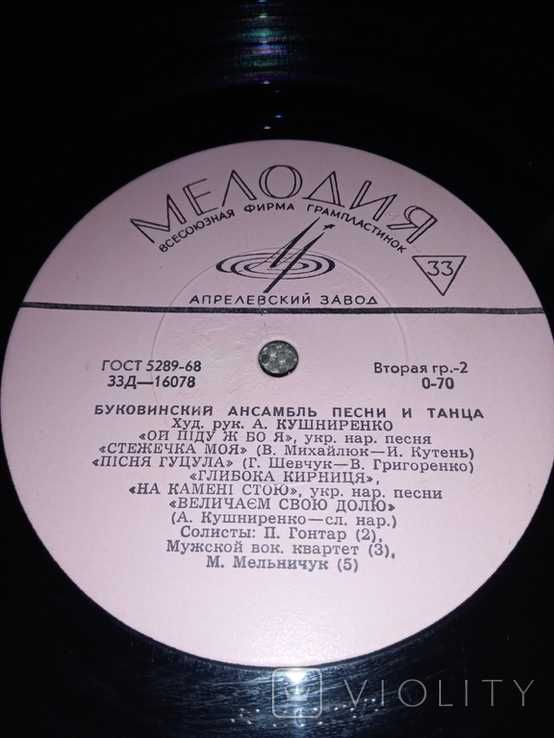 МЕЛОДИЯ
ВСЕСОЮЗНАЯ ФИРМА ГРАМПЛАСТИНОК
33
АПРЕЛЕВСКИЙ ЗАВОД
ГОСТ 5289-68
Вторая гр.-2
33Д—16078
0-70
БУКОВИНСКИЙ АНСАМБЛЬ ПЕСНИ И ТАНЦА
Худ. рук. А. КУШНИРЕНКО
«ОЙ ПІДУ Ж БО Я», укр. нар. песня
«СТЕЖЕЧКА МОЯ» (В. Михайлюк—И. Кутень)
«ПІСНЯ ГУЦУЛА» (Г. Шевчук—В. Григоренко)
«ГЛИБОКА КИРНИЦЯ»,
«НА КАМЕНІ СТОЮ», укр. нар. песни
«ВЕЛИЧАЄМ СВОЮ ДОЛЮ»
(А. Кушниренко—сл. нар.)
Солисты: П. Гонтар (2),
Мужской вок. квартет (3),
М. Мельничук (5)
VIOLITY